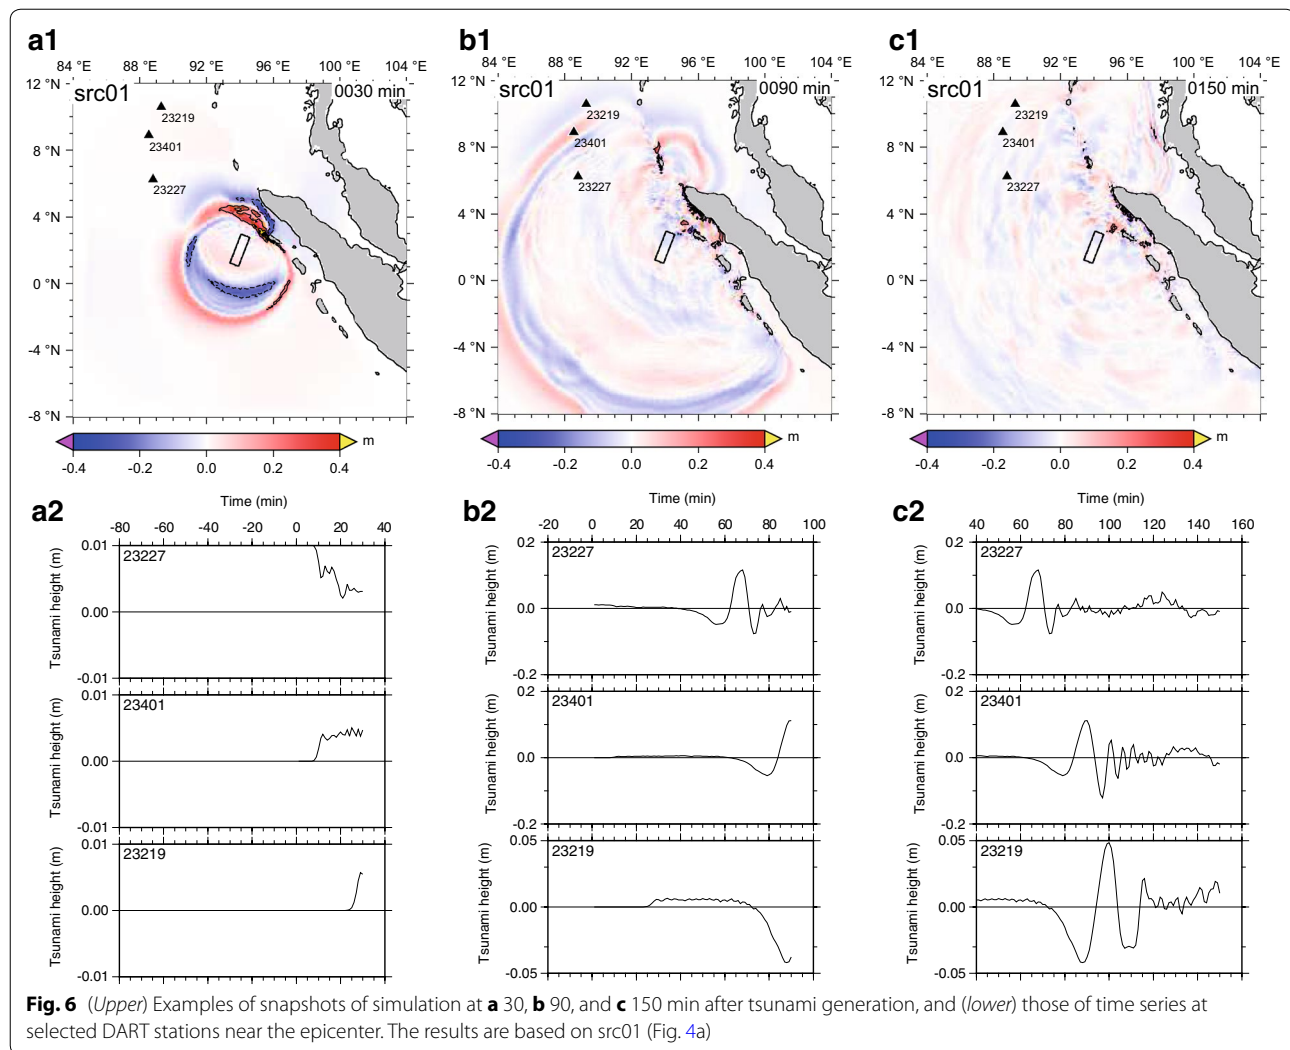 a1
84 °E 88 °E 92 °E 96 °E 100 °E 104 °E
12 °N
8 °N
4 °N
0 °N
-4 °N
-8 °N
src01
0030 min
23219
23401
23227
-0.4 -0.2 0.0 0.2 0.4
m
b1
84 °E 88 °E 92 °E 96 °E 100 °E 104 °E
12 °N
8 °N
4 °N
0 °N
-4 °N
-8 °N
src01
0090 min
23219
23401
23227
-0.4 -0.2 0.0 0.2 0.4
m
c1
84 °E 88 °E 92 °E 96 °E 100 °E 104 °E
12 °N
8 °N
4 °N
0 °N
-4 °N
-8 °N
src01
0150 min
23219
23401
23227
-0.4 -0.2 0.0 0.2 0.4
m
a2
Time (min)
-80 -60 -40 -20 0 20 40
Tsunami height (m)
0.01
0.00
-0.01
23227
Tsunami height (m)
0.01
0.00
-0.01
23401
Tsunami height (m)
0.01
0.00
-0.01
23219
b2
Time (min)
-20 0 20 40 60 80 100
Tsunami height (m)
0.2
0.0
-0.2
23227
Tsunami height (m)
0.2
0.0
-0.2
23401
Tsunami height (m)
0.05
0.00
-0.05
23219
c2
Time (min)
40 60 80 100 120 140 160
Tsunami height (m)
0.2
0.0
-0.2
23227
Tsunami height (m)
0.2
0.0
-0.2
23401
Tsunami height (m)
0.05
0.00
-0.05
23219
Fig. 6 (Upper) Examples of snapshots of simulation at a 30, b 90, and c 150 min after tsunami generation, and (lower) those of time series at
selected DART stations near the epicenter. The results are based on src01 (Fig. 4a)